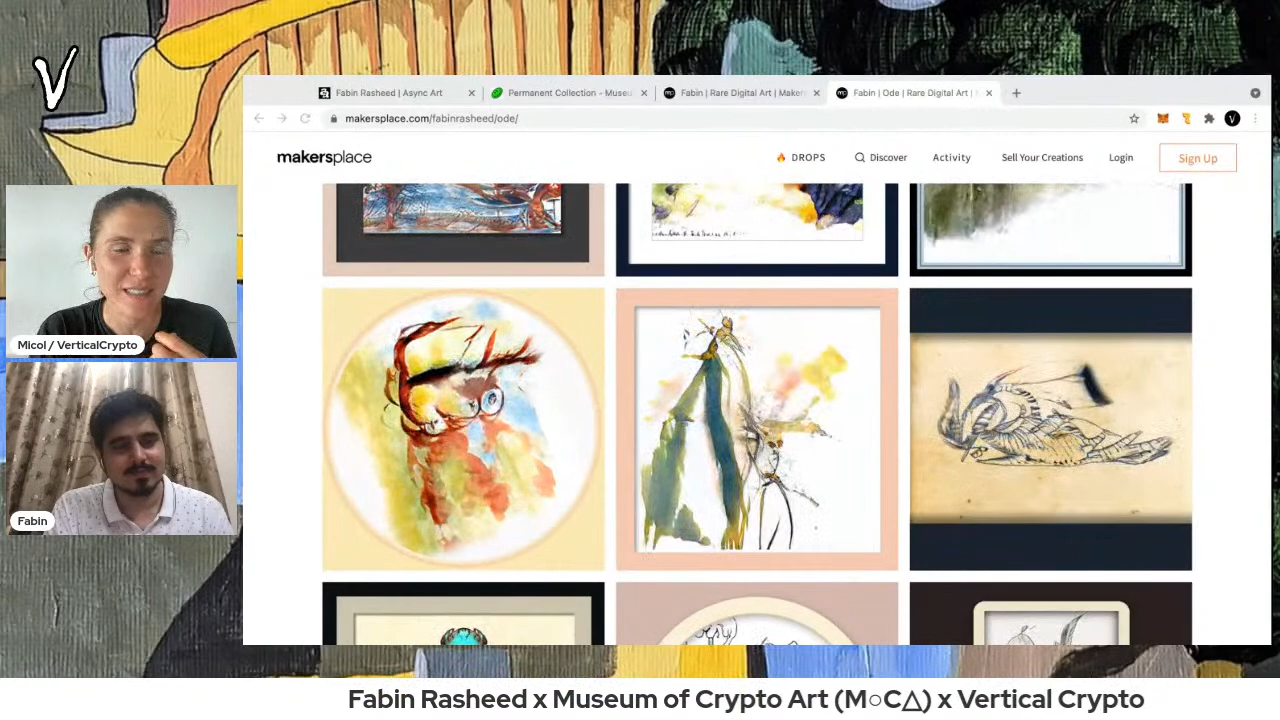 V
Fabin Rasheed | Async Art
Permanent Collection - Museu
Fabin | Rare Digital Art | Maker
Fabin | Ode | Rare Digital Art |
makersplace.com/fabinrasheed/ode/
V
makersplace
DROPS
Discover
Activity
Sell Your Creations
Login
Sign Up
Micol / VerticalCrypto
Fabin
Fabin Rasheed x Museum of Crypto Art (M○C△) x Vertical Crypto